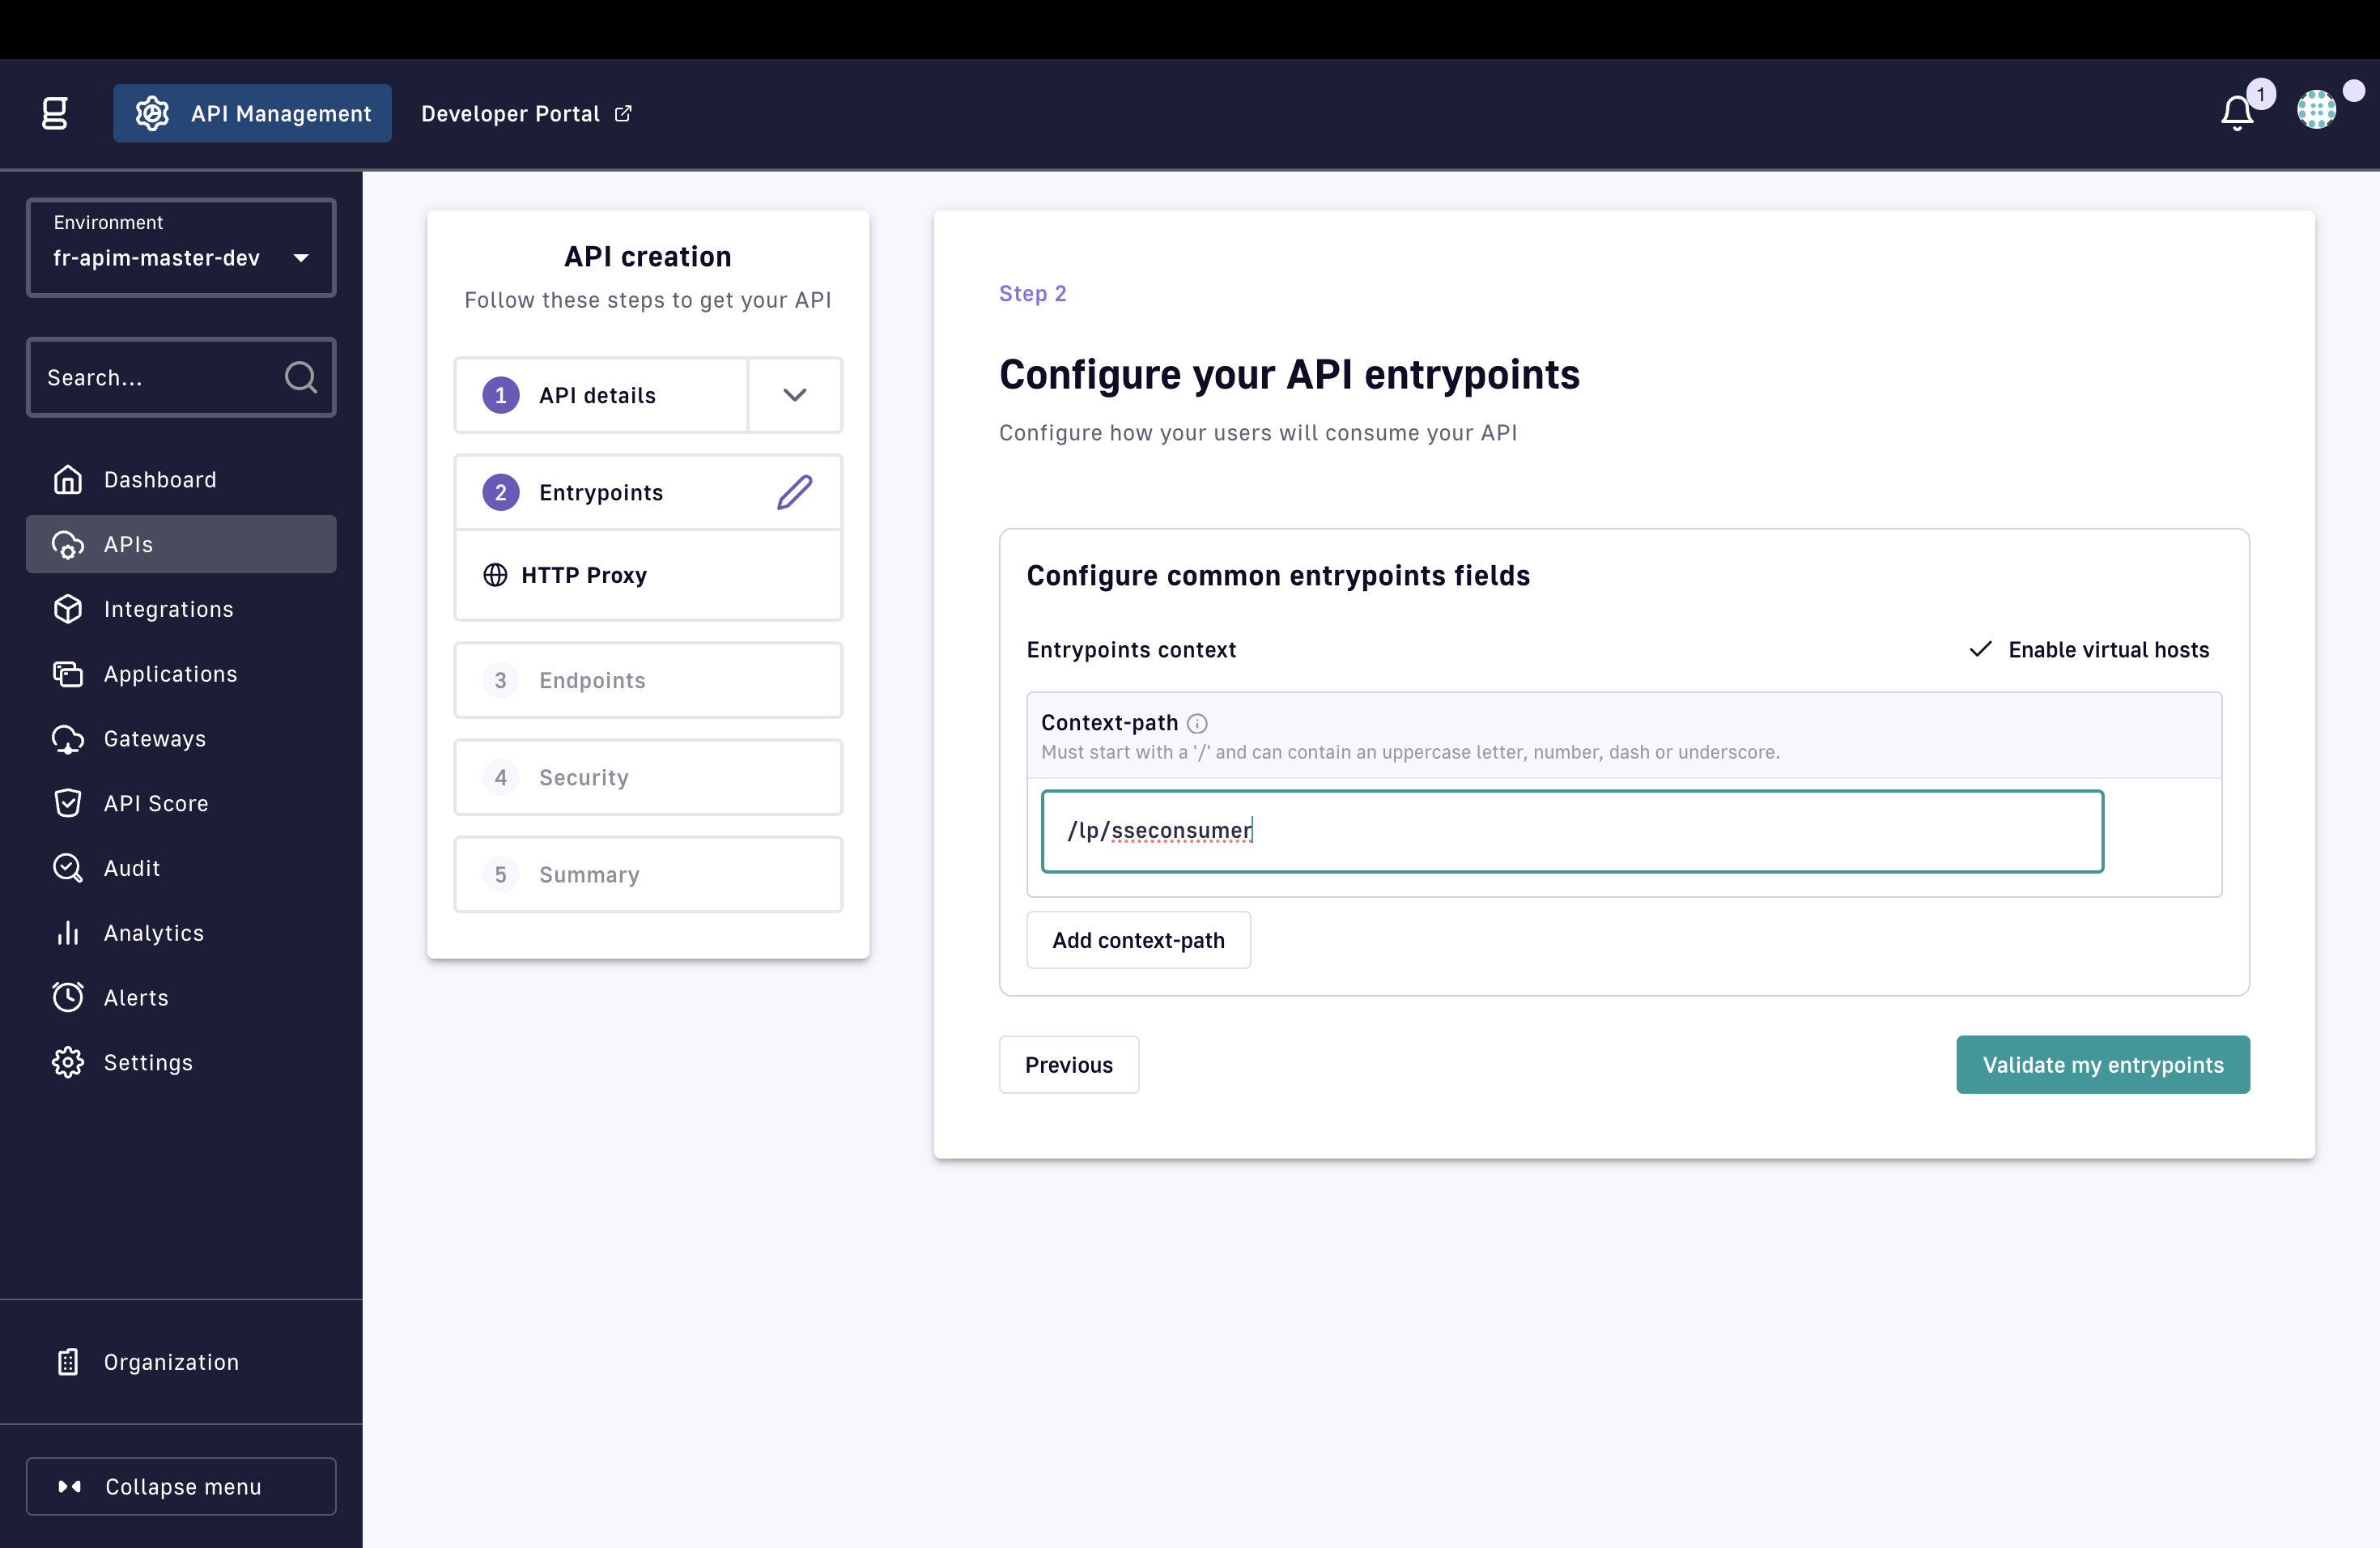 g
API Management
Developer Portal
1
Environment
fr-apim-master-dev
Search...
Dashboard
APIs
Integrations
Applications
Gateways
API Score
Audit
Analytics
Alerts
Settings
Organization
Collapse menu
API creation
Follow these steps to get your API
1 API details
2 Entrypoints
HTTP Proxy
3 Endpoints
4 Security
5 Summary
Step 2
Configure your API entrypoints
Configure how your users will consume your API
Configure common entrypoints fields
Entrypoints context
Enable virtual hosts
Context-path
Must start with a '/' and can contain an uppercase letter, number, dash or underscore.
/lp/sseconsumer
Add context-path
Previous
Validate my entrypoints